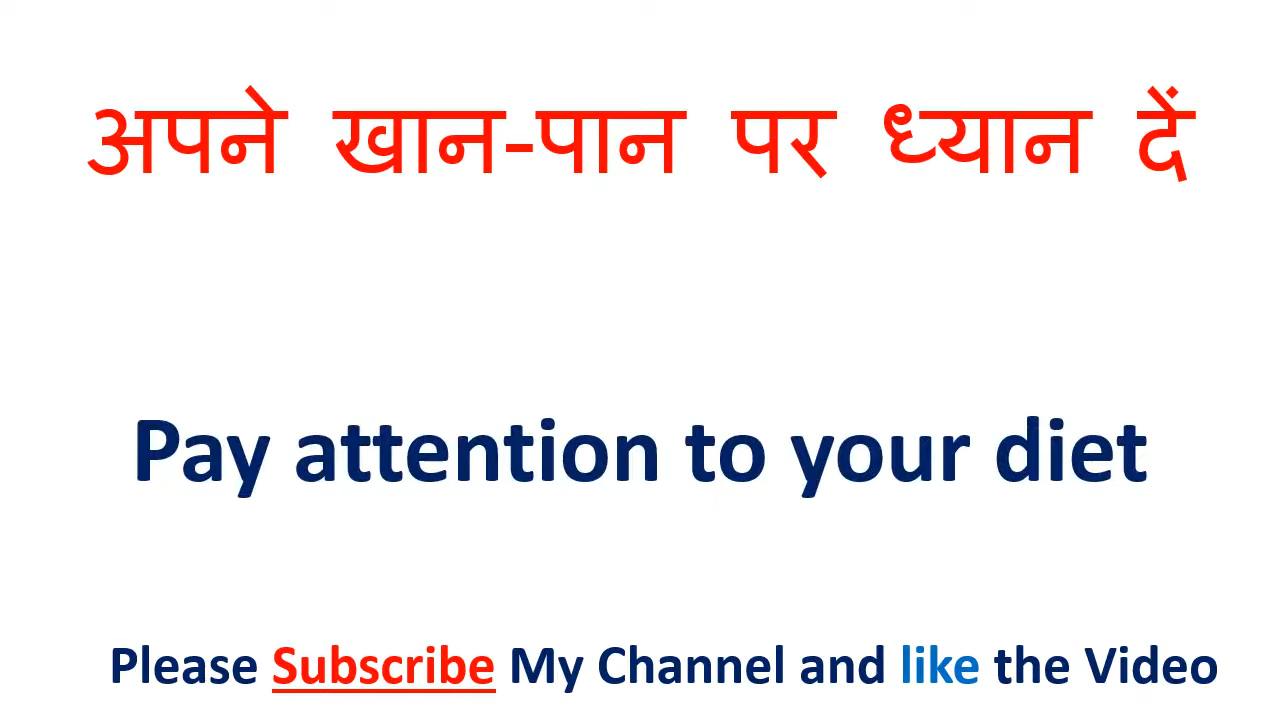 अपने खान-पान पर ध्यान दें
Pay attention to your diet
Please Subscribe My Channel and like the Video